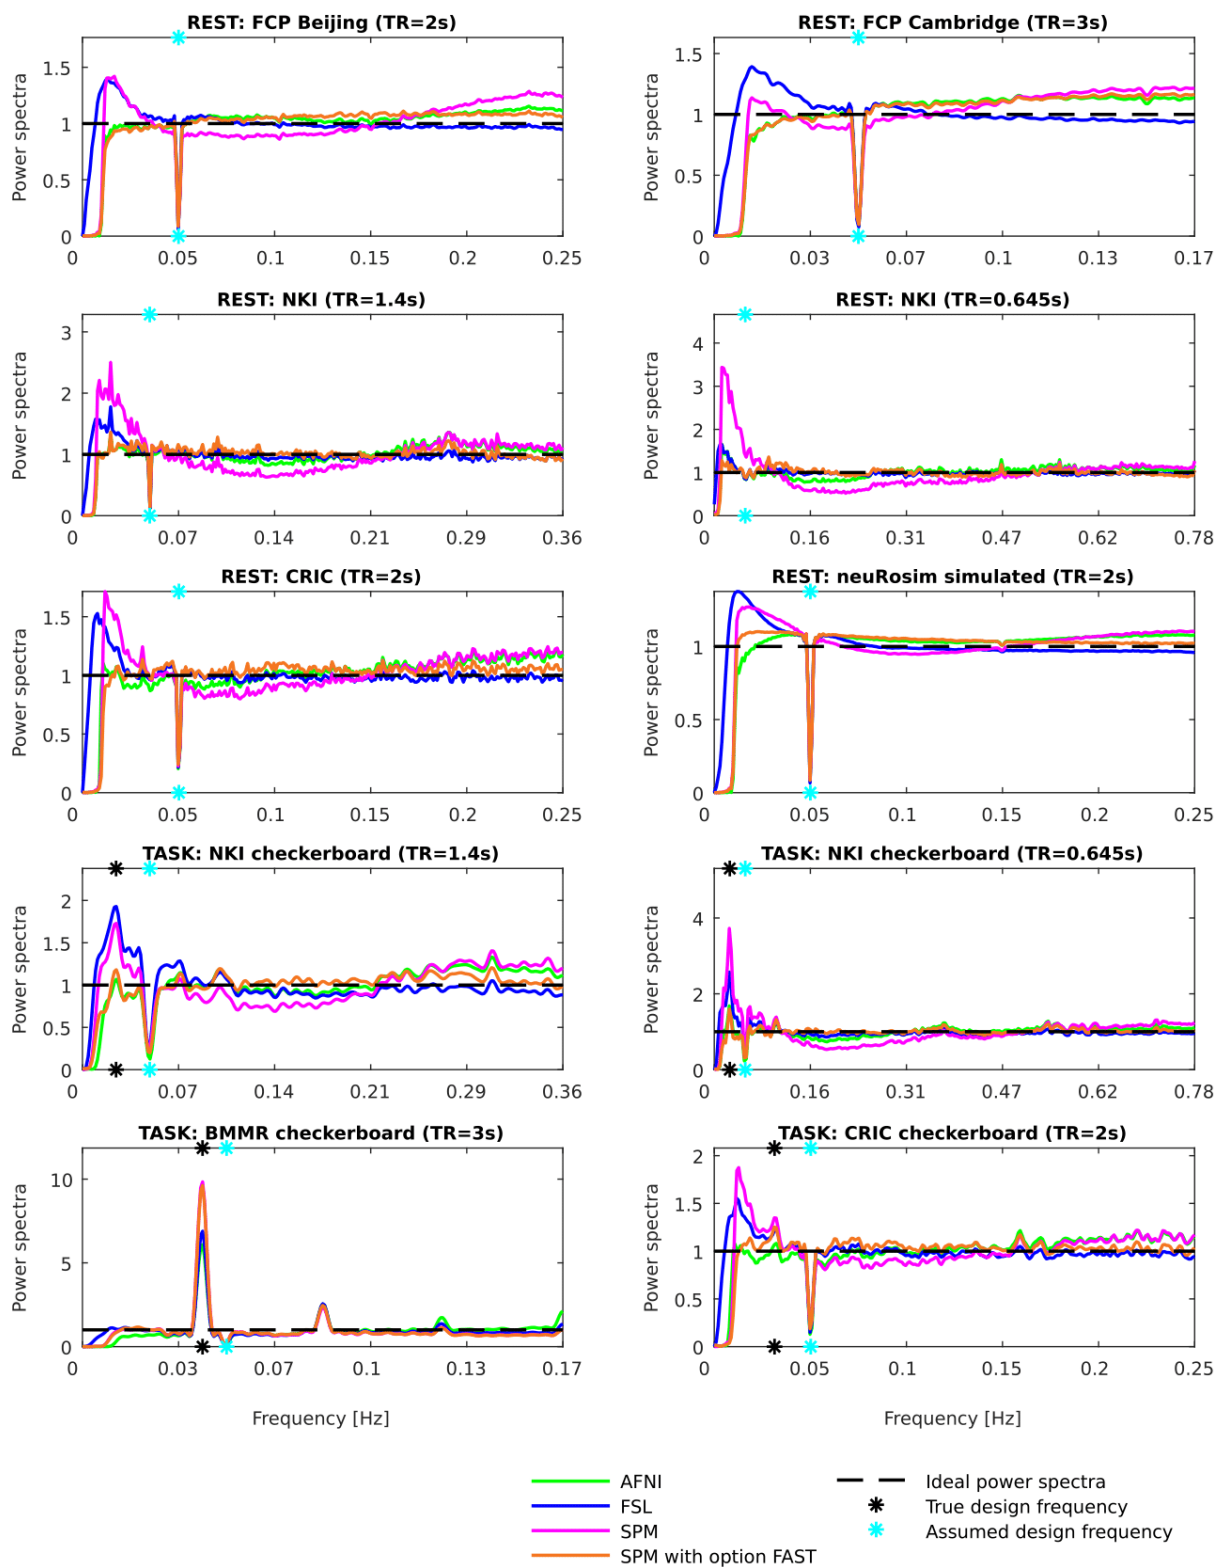 REST: FCP Beijing (TR=2s)
Power spectra
1.5
1
0.5
0
0 0.05 0.1 0.15 0.2 0.25
REST: FCP Cambridge (TR=3s)
Power spectra
1.5
1
0.5
0
0 0.03 0.07 0.1 0.13 0.17
REST: NKI (TR=1.4s)
Power spectra
3
2
1
0
0 0.07 0.14 0.21 0.29 0.36
REST: NKI (TR=0.645s)
Power spectra
4
3
2
1
0
0 0.16 0.31 0.47 0.62 0.78
REST: CRIC (TR=2s)
Power spectra
1.5
1
0.5
0
0 0.05 0.1 0.15 0.2 0.25
REST: neuRosim simulated (TR=2s)
Power spectra
1
0.5
0
0 0.05 0.1 0.15 0.2 0.25
TASK: NKI checkerboard (TR=1.4s)
Power spectra
2
1.5
1
0.5
0
0 0.07 0.14 0.21 0.29 0.36
TASK: NKI checkerboard (TR=0.645s)
Power spectra
4
2
1
0
0 0.16 0.31 0.47 0.62 0.78
TASK: BMMR checkerboard (TR=3s)
Power spectra
10
5
1
0
0 0.03 0.07 0.1 0.13 0.17
Frequency [Hz]
TASK: CRIC checkerboard (TR=2s)
Power spectra
2
1.5
1
0.5
0
0 0.05 0.1 0.15 0.2 0.25
Frequency [Hz]
AFNI
FSL
SPM
SPM with option FAST
Ideal power spectra
True design frequency
Assumed design frequency